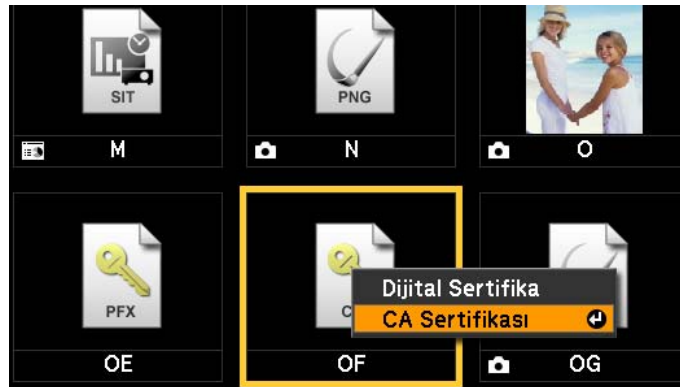 SIT
PNG
M
N
O
PFX
Dijital Sertifika
CA Sertifikası
OE
OF
OG